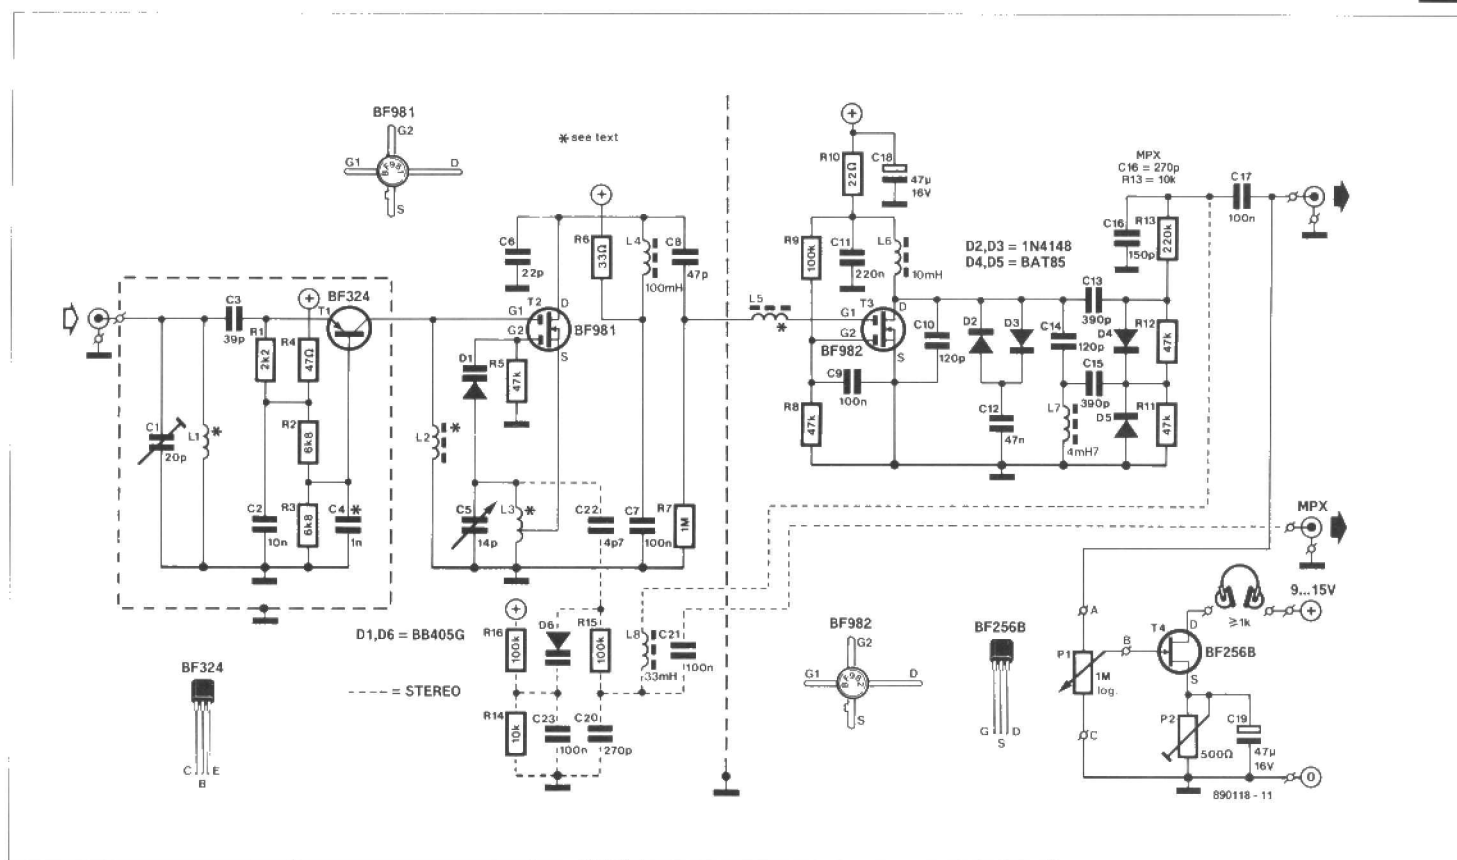 BF981
G2
G1
D
BF981
S
* see text
BF324
T1
C3
39p
R1
2k2
R4
47Ω
C1
20p
L1
*
R2
6k8
R3
6k8
C2
10n
C4
*
1n
C6
22p
R6
33Ω
L4
100mH
C8
47p
T2
D
G1
G2
S
BF981
D1
R5
47k
L2
*
C5
14p
L3
*
C22
4p7
C7
100n
R7
1M
L5
*
R10
22Ω
C18
47µ
16V
R9
100k
C11
220n
L6
10mH
D2,D3 = 1N4148
D4,D5 = BAT85
T3
D
G1
G2
S
BF982
C9
100n
R8
47k
C10
120p
D2
D3
C12
47n
C14
120p
L7
4mH7
C13
390p
C15
390p
D4
D5
R12
47k
R11
47k
MPX
C16 = 270p
R13 = 10k
C16
150p
R13
220k
C17
100n
D1,D6 = BB405G
---- = STEREO
BF324
C
B
E
R16
100k
R14
10k
D6
C23
100n
R15
100k
C20
270p
L8
33mH
C21
100n
BF982
G2
G1
D
BF982
S
BF256B
G
S
D
MPX
9...15V
≥1k
A
P1
1M
log.
B
C
T4
D
S
BF256B
P2
500Ω
C19
47µ
16V
0
890118 - 11